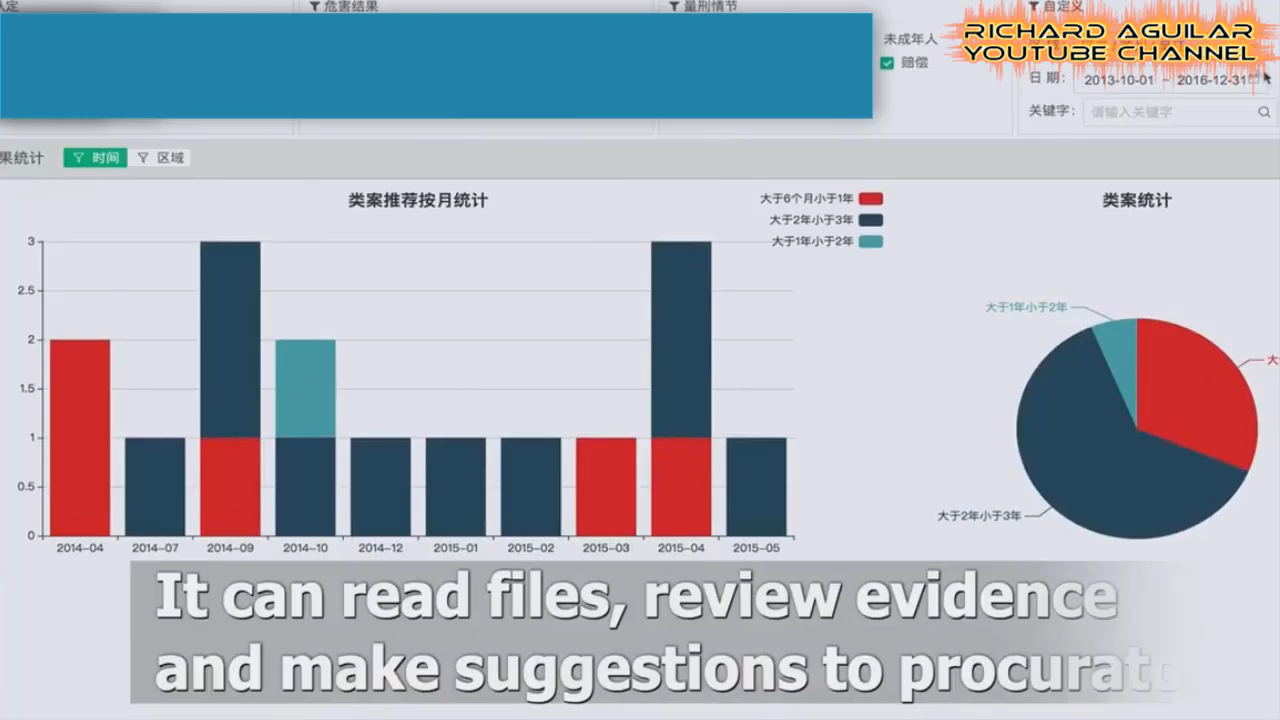 认定
危害结果
量刑情节
自定义
RICHARD AGUILAR
YOUTUBE CHANNEL
未成年人
赔偿
日 期:
2013-10-01 ~ 2016-12-31
关键字:
请输入关键字
果统计
时间
区域
类案推荐按月统计
大于6个月小于1年
大于2年小于3年
大于1年小于2年
类案统计
3
2.5
2
1.5
1
0.5
0
2014-04
2014-07
2014-09
2014-10
2014-12
2015-01
2015-02
2015-03
2015-04
2015-05
大于1年小于2年
大
大于2年小于3年
It can read files, review evidence
and make suggestions to procurato